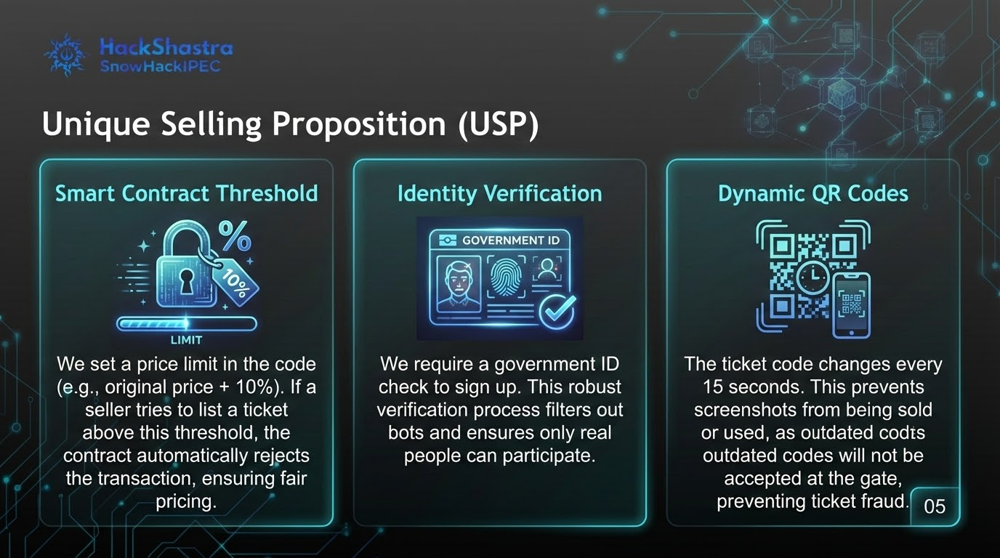 HackShastra
SnowHackIPEC
Unique Selling Proposition (USP)
Smart Contract Threshold
%
10%
LIMIT
We set a price limit in the code
(e.g., original price + 10%). If a
seller tries to list a ticket
above this threshold, the
contract automatically rejects
the transaction, ensuring fair
pricing.
Identity Verification
GOVERNMENT ID
We require a government ID
check to sign up. This robust
verification process filters out
bots and ensures only real
people can participate.
Dynamic QR Codes
The ticket code changes every
15 seconds. This prevents
screenshots from being sold
or used, as outdated
outdated codes will not be
accepted at the gate,
preventing ticket fraud.
05